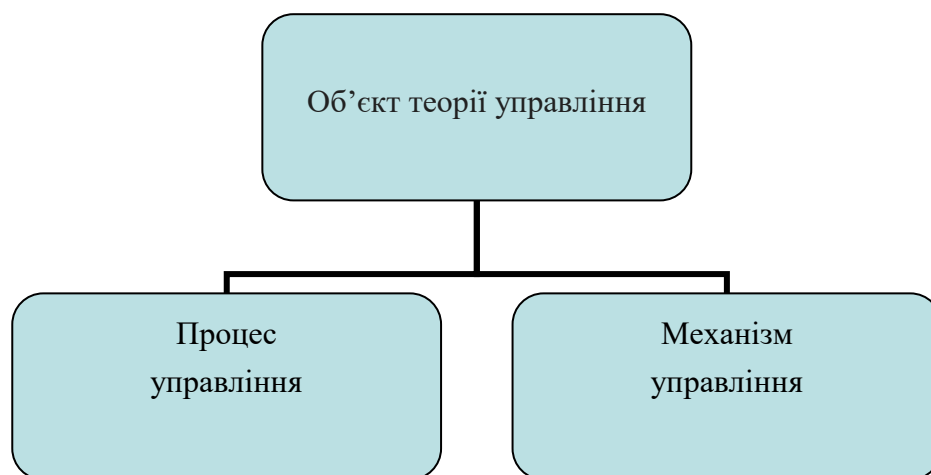 Об’єкт теорії управління
Процес
управління
Механізм
управління